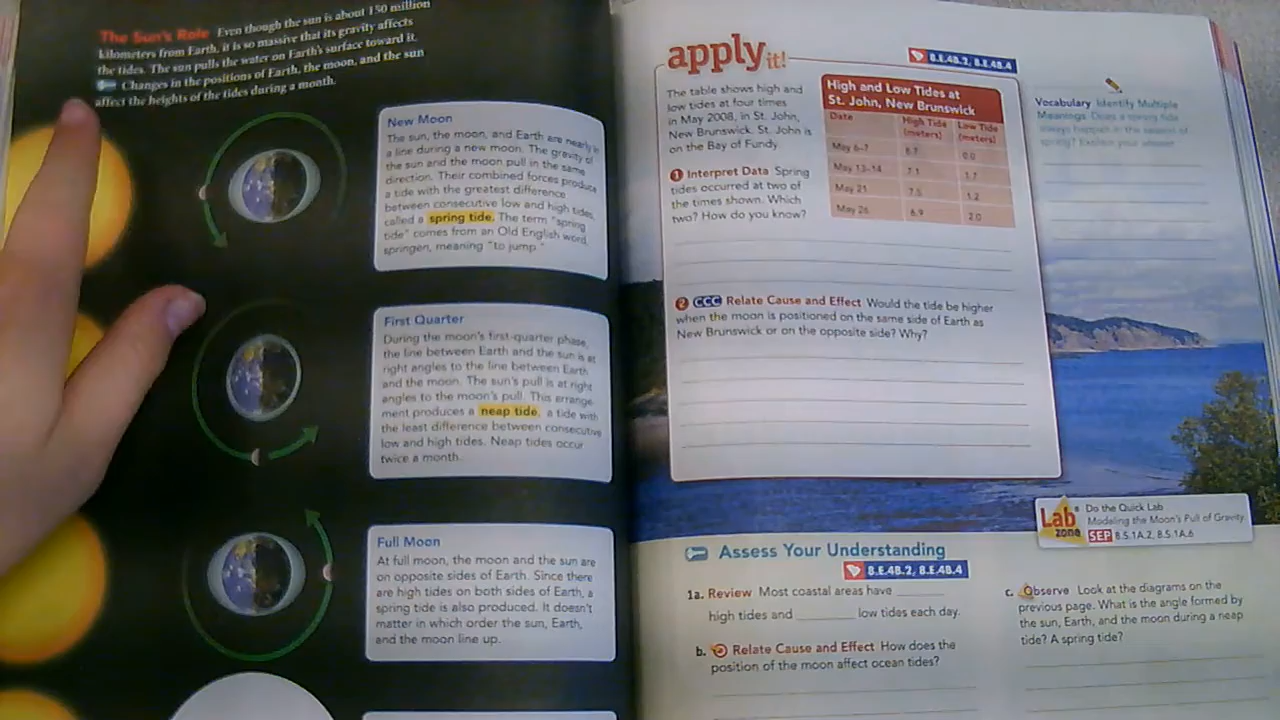 The Sun's Role Even though the sun is about 150 million
kilometers from Earth, it is so massive that its gravity affects
the tides. The sun pulls the water on Earth's surface toward it.
Changes in the positions of Earth, the moon, and the sun
affect the heights of the tides during a month.
New Moon
The sun, the moon, and Earth are nearly in
a line during a new moon. The gravity of
the sun and the moon pull in the same
direction. Their combined forces produce
a tide with the greatest difference
between consecutive low and high tides,
called a spring tide. The term "spring
tide" comes from an Old English word,
springen, meaning "to jump."
First Quarter
During the moon's first-quarter phase,
the line between Earth and the sun is at
right angles to the line between Earth
and the moon. The sun's pull is at right
angles to the moon's pull. This arrange-
ment produces a neap tide, a tide with
the least difference between consecutive
low and high tides. Neap tides occur
twice a month.
Full Moon
At full moon, the moon and the sun are
on opposite sides of Earth. Since there
are high tides on both sides of Earth, a
spring tide is also produced. It doesn't
matter in which order the sun, Earth,
and the moon line up.
apply it!
8.E.4B.2, 8.E.4B.4
The table shows high and
low tides at four times
in May 2008, in St. John,
New Brunswick. St. John is
on the Bay of Fundy.
1 Interpret Data Spring
tides occurred at two of
the times shown. Which
two? How do you know?
High and Low Tides at
St. John, New Brunswick
Date High Tide (meters) Low Tide (meters)
May 6–7 0.0
May 13–14 7.1 1.7
May 21 7.5 1.2
May 26 6.9 2.0
2 CCC Relate Cause and Effect Would the tide be higher
when the moon is positioned on the same side of Earth as
New Brunswick or on the opposite side? Why?
Vocabulary Identify Multiple
Meanings Does a spring tide
always happen in the season of
spring? Explain your answer.
Lab zone
Do the Quick Lab
Modeling the Moon's Pull of Gravity
SEP 8.S.1A.2, 8.S.1A.6
Assess Your Understanding
8.E.4B.2, 8.E.4B.4
1a. Review Most coastal areas have
high tides and low tides each day.
b. Relate Cause and Effect How does the
position of the moon affect ocean tides?
c. Observe Look at the diagrams on the
previous page. What is the angle formed by
the sun, Earth, and the moon during a neap
tide? A spring tide?